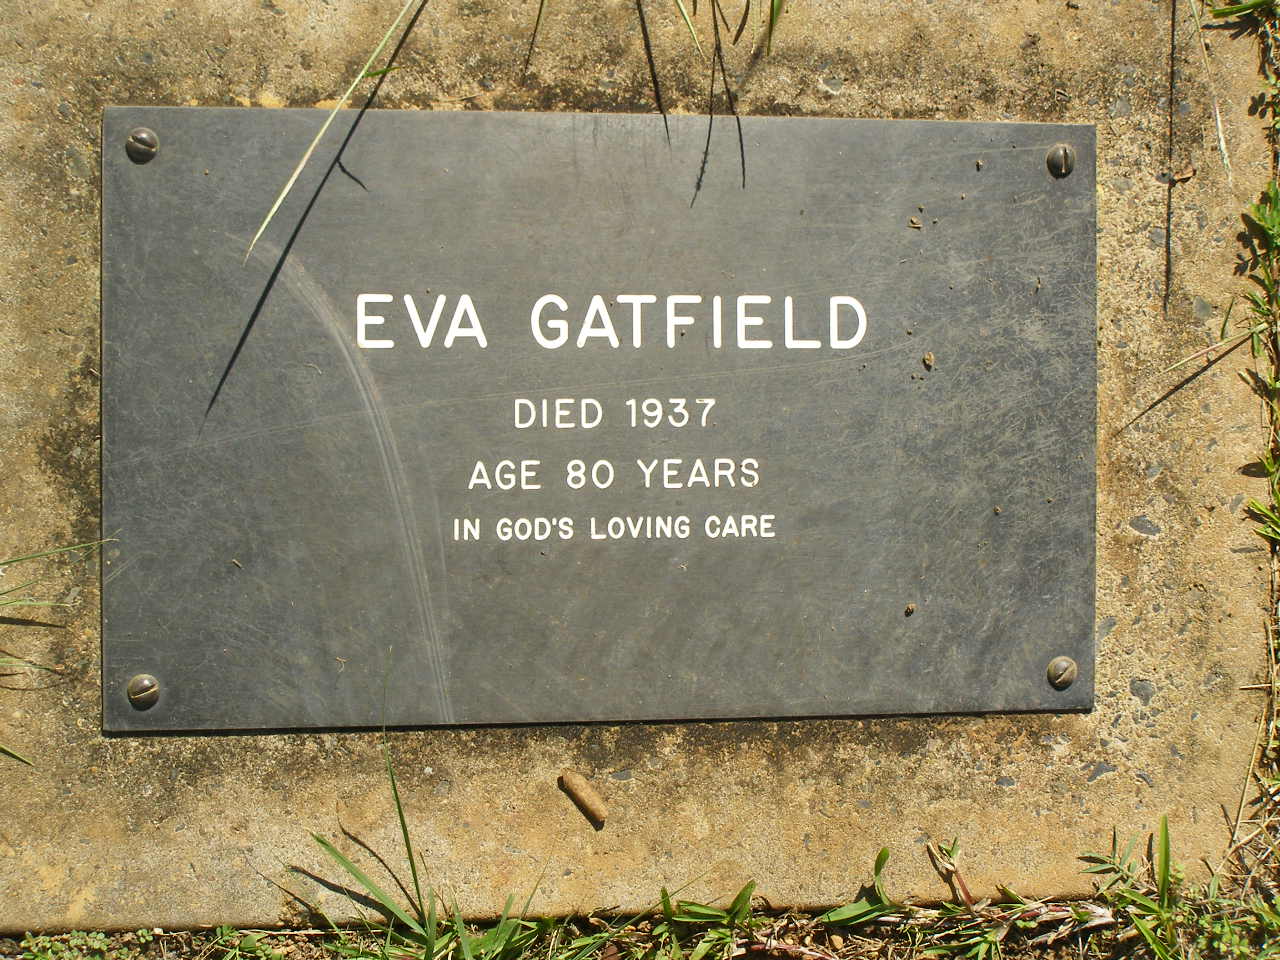 EVA GATFIELD
DIED 1937
AGE 80 YEARS
IN GOD'S LOVING CARE